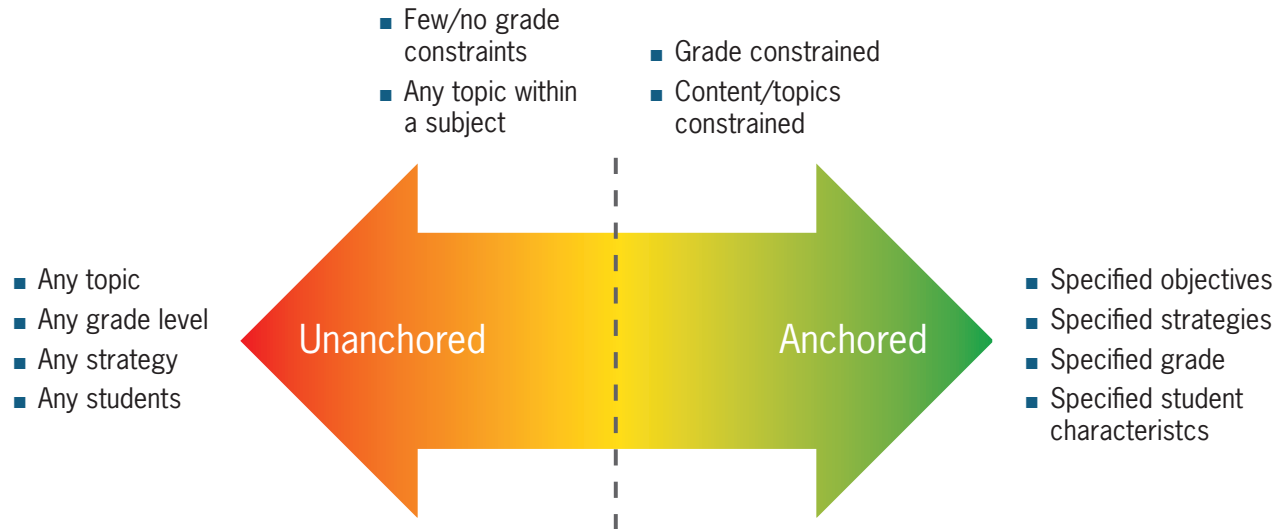 ■ Few/no grade
constraints
■ Any topic within
a subject
■ Grade constrained
■ Content/topics
constrained
■ Any topic
■ Any grade level
■ Any strategy
■ Any students
Unanchored
Anchored
■ Specified objectives
■ Specified strategies
■ Specified grade
■ Specified student
characteristcs